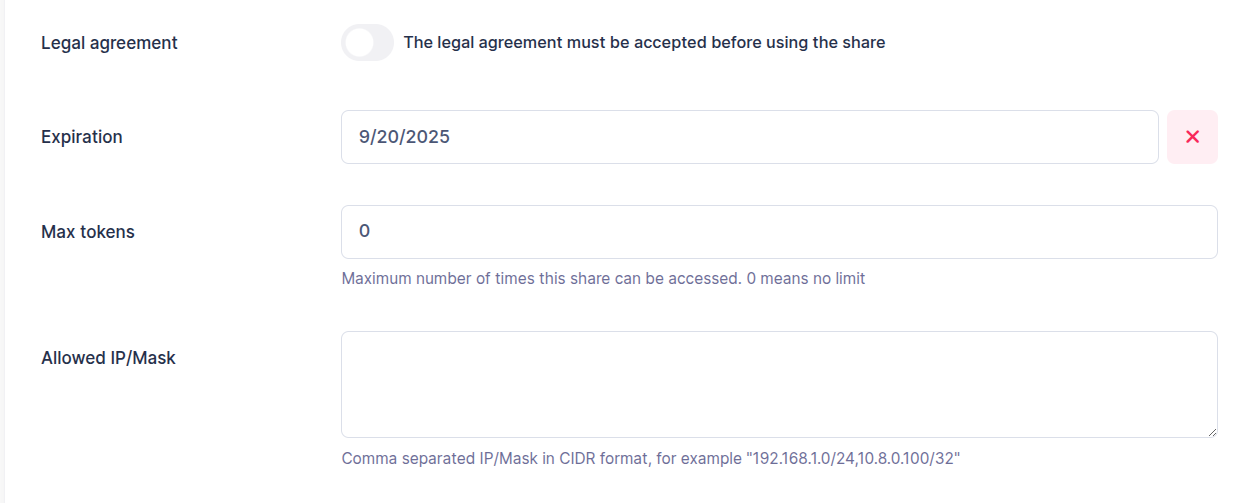 Legal agreement
The legal agreement must be accepted before using the share
Expiration
9/20/2025
Max tokens
0
Maximum number of times this share can be accessed. 0 means no limit
Allowed IP/Mask
Comma separated IP/Mask in CIDR format, for example "192.168.1.0/24,10.8.0.100/32"